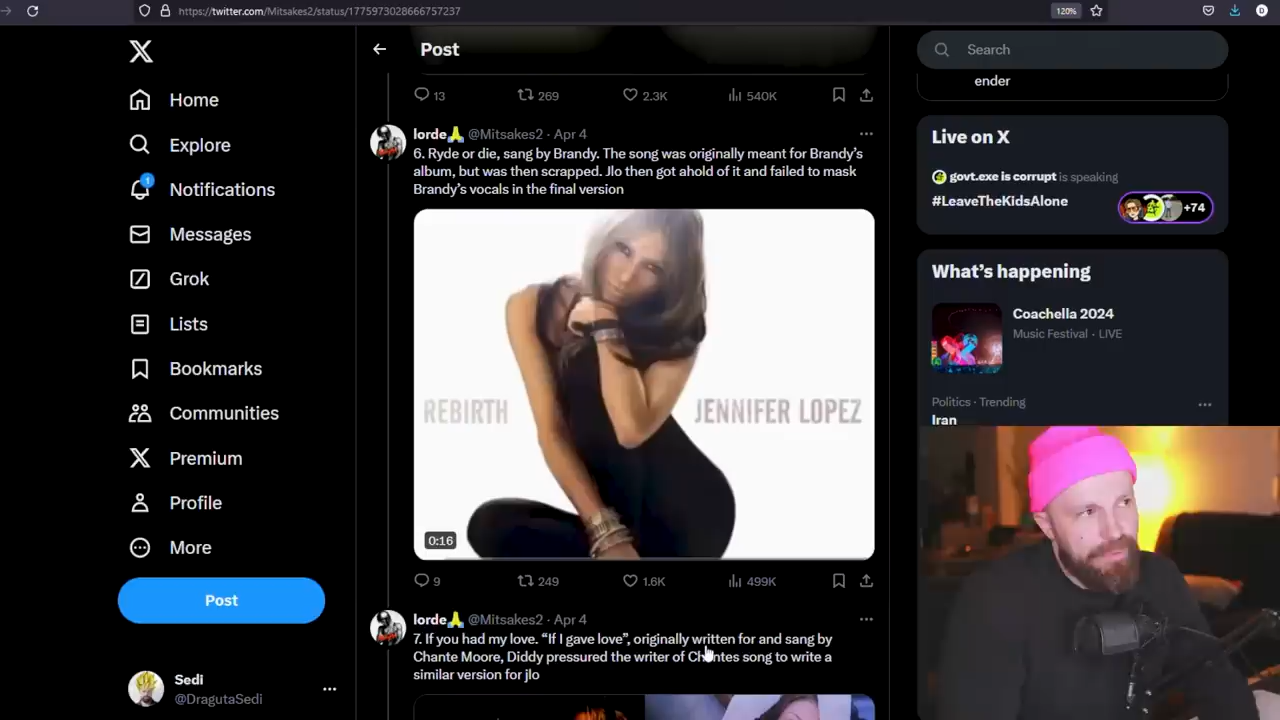 https://twitter.com/Mitsakes2/status/1775973028666757237
120%
D
Home
Explore
1
Notifications
Messages
Grok
Lists
Bookmarks
Communities
Premium
Profile
More
Post
Sedi
@DragutaSedi
Post
13
269
2.3K
540K
lorde🙏 @Mitsakes2 · Apr 4
6. Ryde or die, sang by Brandy. The song was originally meant for Brandy’s
album, but was then scrapped. Jlo then got ahold of it and failed to mask
Brandy’s vocals in the final version
REBIRTH
JENNIFER LOPEZ
0:16
9
249
1.6K
499K
lorde🙏 @Mitsakes2 · Apr 4
7. If you had my love. “If I gave love”, originally written for and sang by
Chante Moore, Diddy pressured the writer of Chantes song to write a
similar version for jlo
Search
ender
Live on X
govt.exe is corrupt is speaking
#LeaveTheKidsAlone
+74
What’s happening
Coachella 2024
Music Festival · LIVE
Politics · Trending
Iran